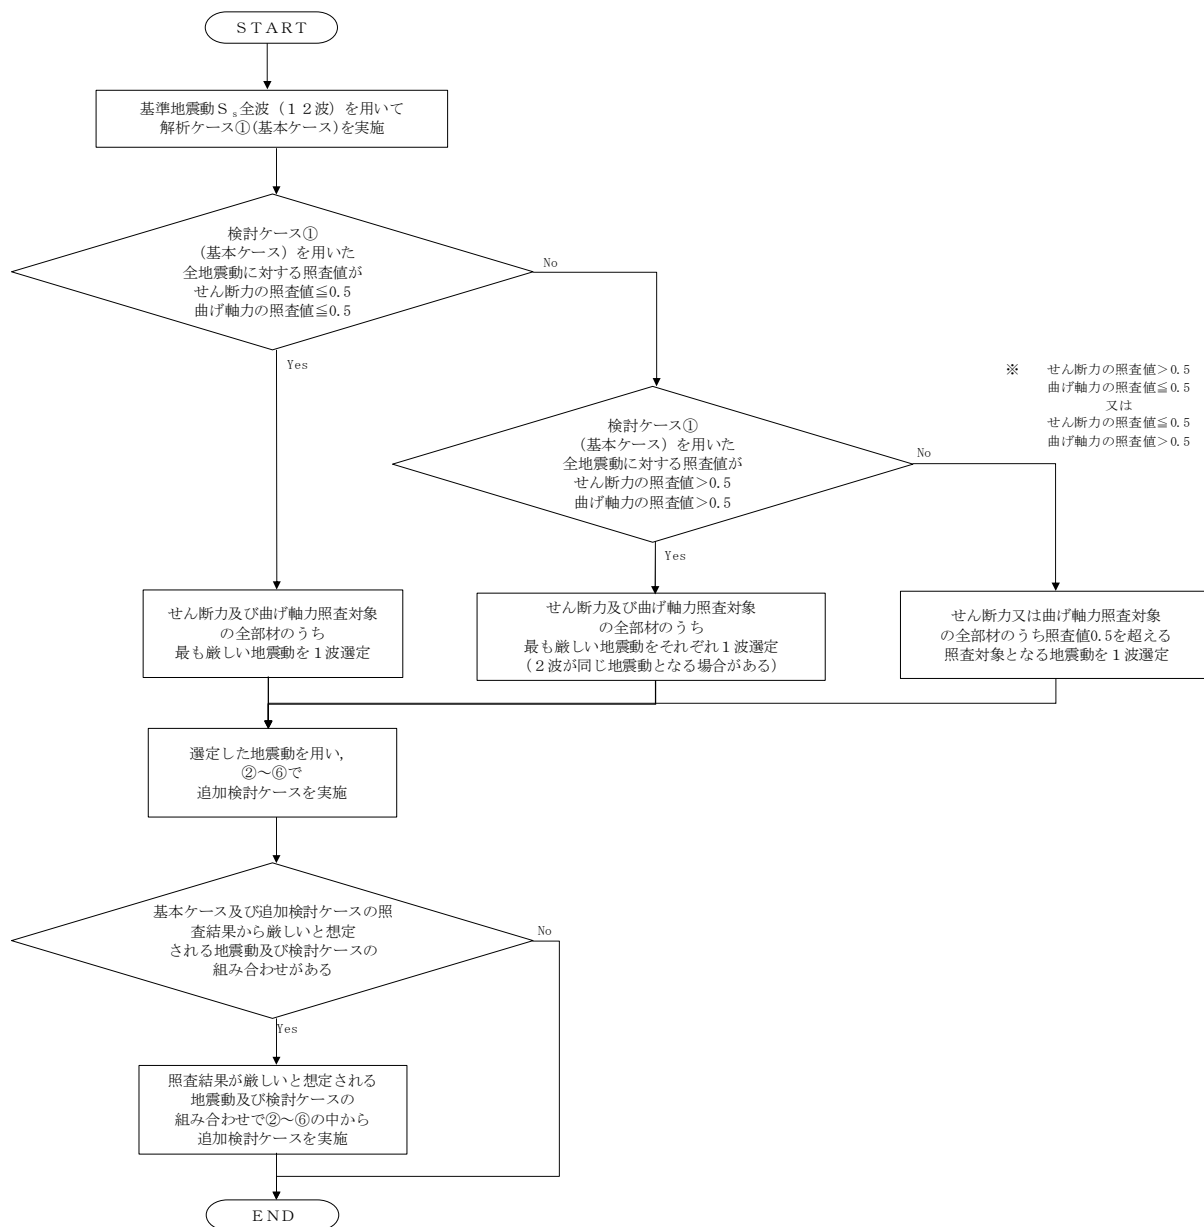 ＳＴＡＲＴ
基準地震動Ｓｓ全波（１２波）を用いて
解析ケース①(基本ケース)を実施
検討ケース①
（基本ケース）を用いた
全地震動に対する照査値が
せん断力の照査値≦0.5
曲げ軸力の照査値≦0.5
No
Yes
※ せん断力の照査値＞0.5
曲げ軸力の照査値≦0.5
又は
せん断力の照査値≦0.5
曲げ軸力の照査値＞0.5
検討ケース①
（基本ケース）を用いた
全地震動に対する照査値が
せん断力の照査値＞0.5
曲げ軸力の照査値＞0.5
No
Yes
せん断力及び曲げ軸力照査対象
の全部材のうち
最も厳しい地震動を１波選定
せん断力及び曲げ軸力照査対象
の全部材のうち
最も厳しい地震動をそれぞれ１波選定
（２波が同じ地震動となる場合がある）
せん断力又は曲げ軸力照査対象
の全部材のうち照査値0.5を超える
照査対象となる地震動を１波選定
選定した地震動を用い，
②～⑥で
追加検討ケースを実施
基本ケース及び追加検討ケースの照
査結果から厳しいと想定
される地震動及び検討ケースの
組み合わせがある
No
Yes
照査結果が厳しいと想定される
地震動及び検討ケースの
組み合わせで②～⑥の中から
追加検討ケースを実施
ＥＮＤ